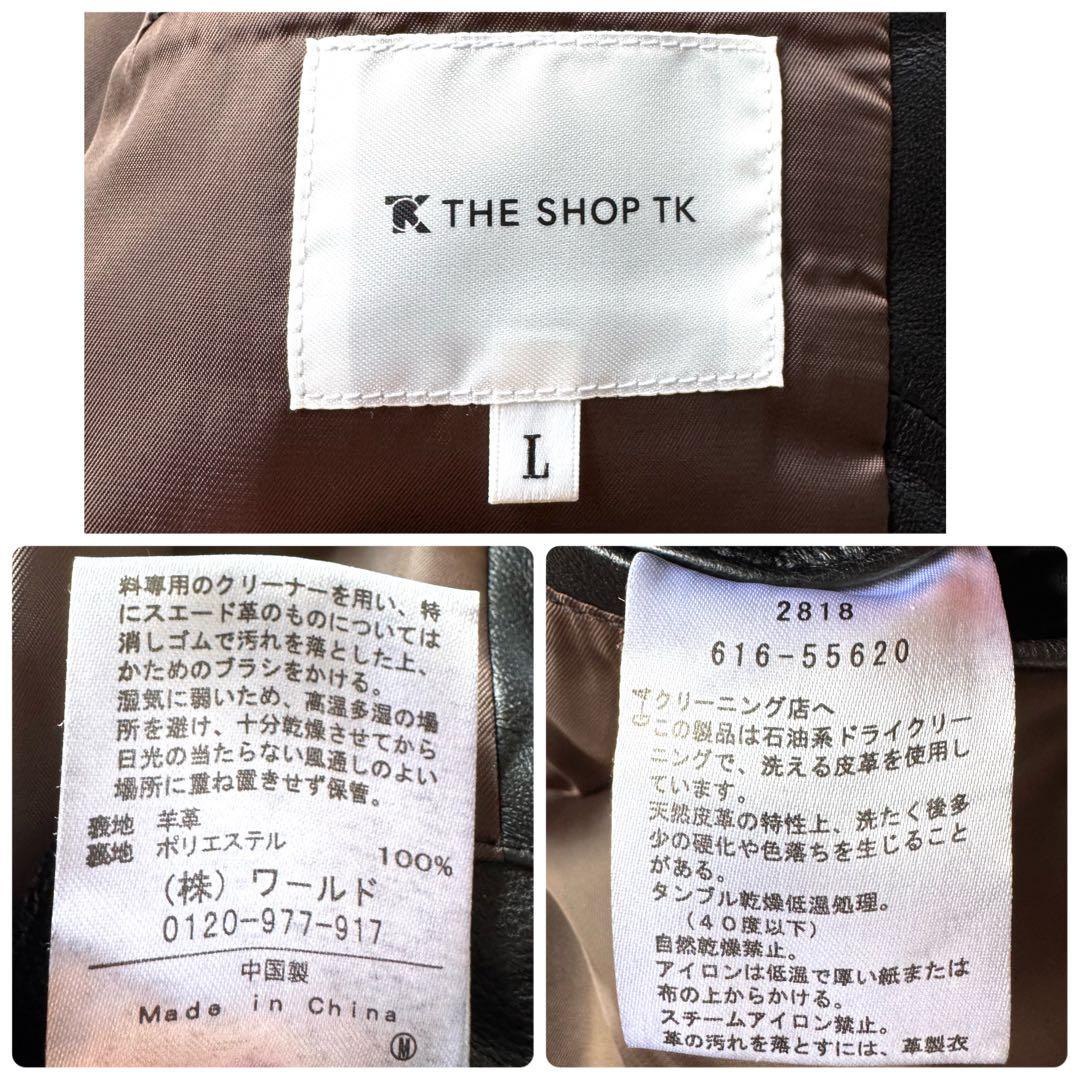 TK THE SHOP TK
L
料専用のクリーナーを用い、特
にスエード革のものについては
消しゴムで汚れを落とした上、
かためのブラシをかける。
湿気に弱いため、高温多湿の場
所を避け、十分乾燥させてから
日光の当たらない風通しのよい
場所に重ね置きせず保管。
表地 羊革
裏地 ポリエステル 100%
(株) ワールド
0120-977-917
中国製
Made in China
M
2818
616-55620
クリーニング店へ
この製品は石油系ドライクリー
ニングで、洗える皮革を使用し
ています。
天然皮革の特性上、洗たく後多
少の硬化や色落ちを生じること
がある。
タンブル乾燥低温処理。
(40度以下)
自然乾燥禁止。
アイロンは低温で厚い紙または
布の上からかける。
スチームアイロン禁止。
革の汚れを落とすには、革製衣